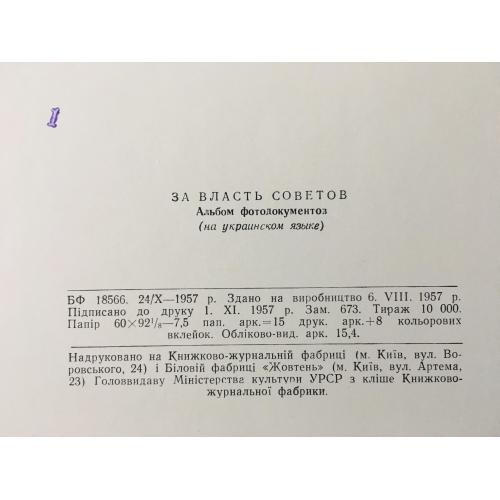 1
ЗА ВЛАСТЬ СОВЕТОВ
Альбом фотодокументоз
(на украинском языке)
БФ 18566. 24/X—1957 р. Здано на виробництво 6. VIII. 1957 р.
Підписано до друку 1. XI. 1957 р. Зам. 673. Тираж 10 000.
Папір 60×92¹/₈—7,5 пап. арк.=15 друк. арк.+8 кольорових
вклейок. Обліково-вид. арк. 15,4.
Надруковано на Книжково-журнальній фабриці (м. Київ, вул. Во-
ровського, 24) і Біловій фабриці «Жовтень» (м. Київ, вул. Артема,
23) Головвидаву Міністерства культури УРСР з кліше Книжково-
журнальної фабрики.